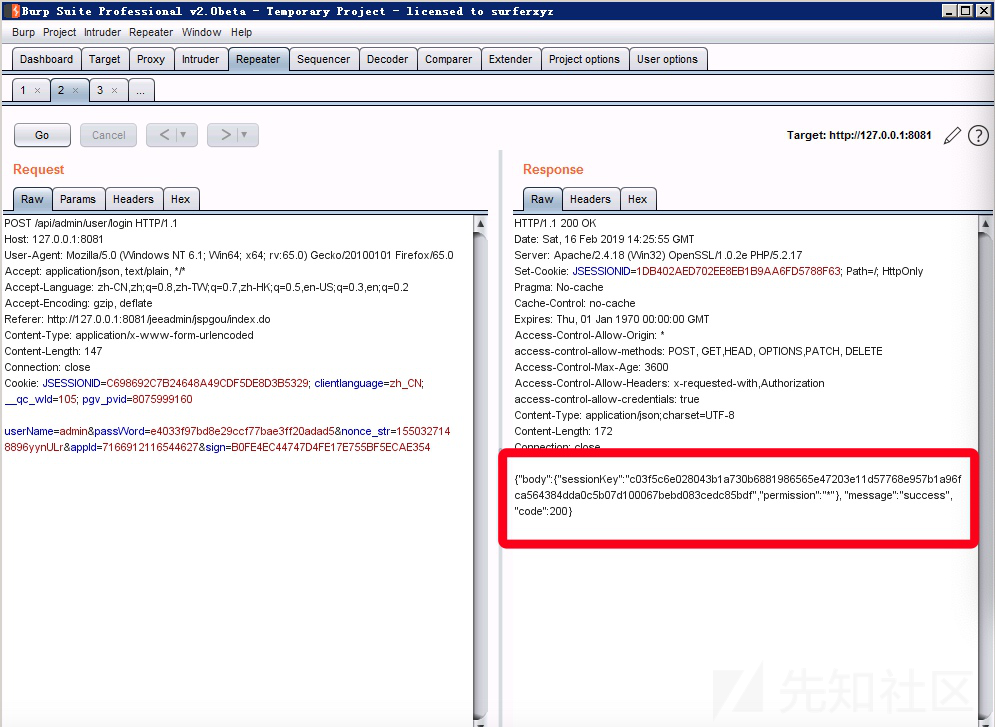 Burp Suite Professional v2.0beta - Temporary Project - licensed to surferxyz
Burp Project Intruder Repeater Window Help
Dashboard Target Proxy Intruder Repeater Sequencer Decoder Comparer Extender Project options User options
1 × 2 × 3 × ...
Go Cancel < ▼ > ▼ Target: http://127.0.0.1:8081 ?
Request
Raw Params Headers Hex
POST /api/admin/user/login HTTP/1.1
Host: 127.0.0.1:8081
User-Agent: Mozilla/5.0 (Windows NT 6.1; Win64; x64; rv:65.0) Gecko/20100101 Firefox/65.0
Accept: application/json, text/plain, */*
Accept-Language: zh-CN,zh;q=0.8,zh-TW;q=0.7,zh-HK;q=0.5,en-US;q=0.3,en;q=0.2
Accept-Encoding: gzip, deflate
Referer: http://127.0.0.1:8081/jeeadmin/jspgou/index.do
Content-Type: application/x-www-form-urlencoded
Content-Length: 147
Connection: close
Cookie: JSESSIONID=C698692C7B24648A49CDF5DE8D3B5329; clientlanguage=zh_CN;
__qc_wId=105; pgv_pvid=8075999160
userName=admin&passWord=e4033f97bd8e29ccf77bae3ff20adad5&nonce_str=155032714
8896yynULr&appId=7166912116544627&sign=B0FE4EC44747D4FE17E755BF5ECAE354
Response
Raw Headers Hex
HTTP/1.1 200 OK
Date: Sat, 16 Feb 2019 14:25:55 GMT
Server: Apache/2.4.18 (Win32) OpenSSL/1.0.2e PHP/5.2.17
Set-Cookie: JSESSIONID=1DB402AED702EE8EB1B9AA6FD5788F63; Path=/; HttpOnly
Pragma: No-cache
Cache-Control: no-cache
Expires: Thu, 01 Jan 1970 00:00:00 GMT
Access-Control-Allow-Origin: *
access-control-allow-methods: POST, GET,HEAD, OPTIONS,PATCH, DELETE
Access-Control-Max-Age: 3600
Access-Control-Allow-Headers: x-requested-with,Authorization
access-control-allow-credentials: true
Content-Type: application/json;charset=UTF-8
Content-Length: 172
Connection: close
{"body":{"sessionKey":"c03f5c6e028043b1a730b6881986565e47203e11d57768e957b1a96f
ca564384dda0c5b07d100067bebd083cedc85bdf","permission":"*"}, "message":"success",
"code":200}
先知社区